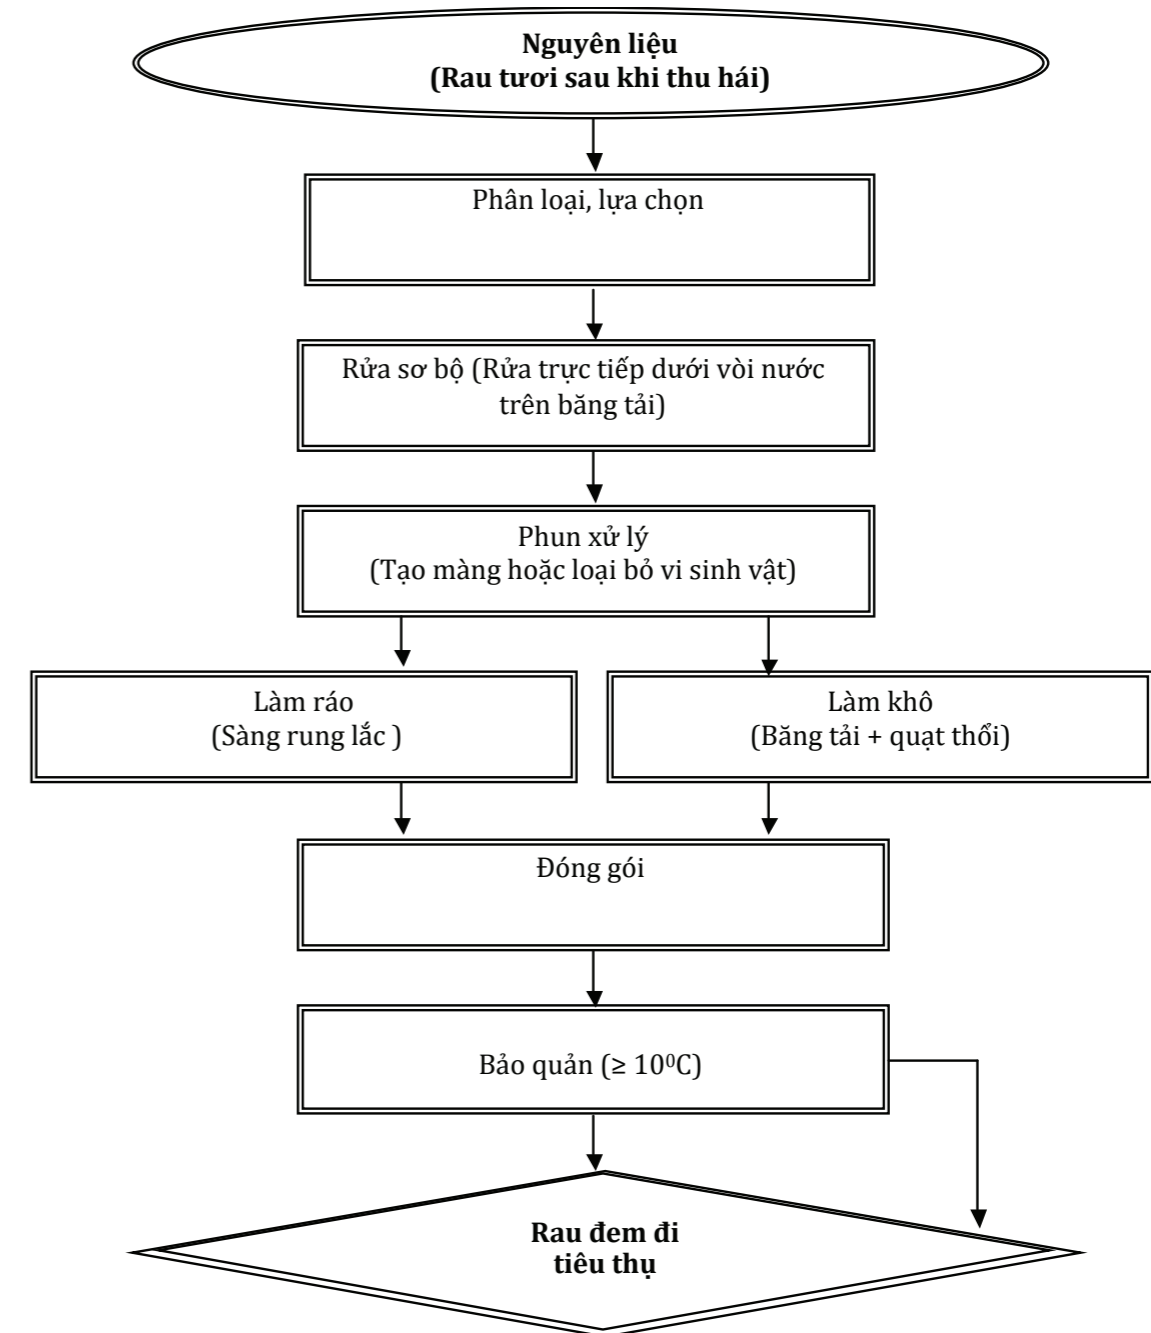 Nguyên liệu
(Rau tươi sau khi thu hái)
Phân loại, lựa chọn
Rửa sơ bộ (Rửa trực tiếp dưới vòi nước
trên băng tải)
Phun xử lý
(Tạo màng hoặc loại bỏ vi sinh vật)
Làm ráo
(Sàng rung lắc )
Làm khô
(Băng tải + quạt thổi)
Đóng gói
Bảo quản (≥ 10⁰C)
Rau đem đi
tiêu thụ